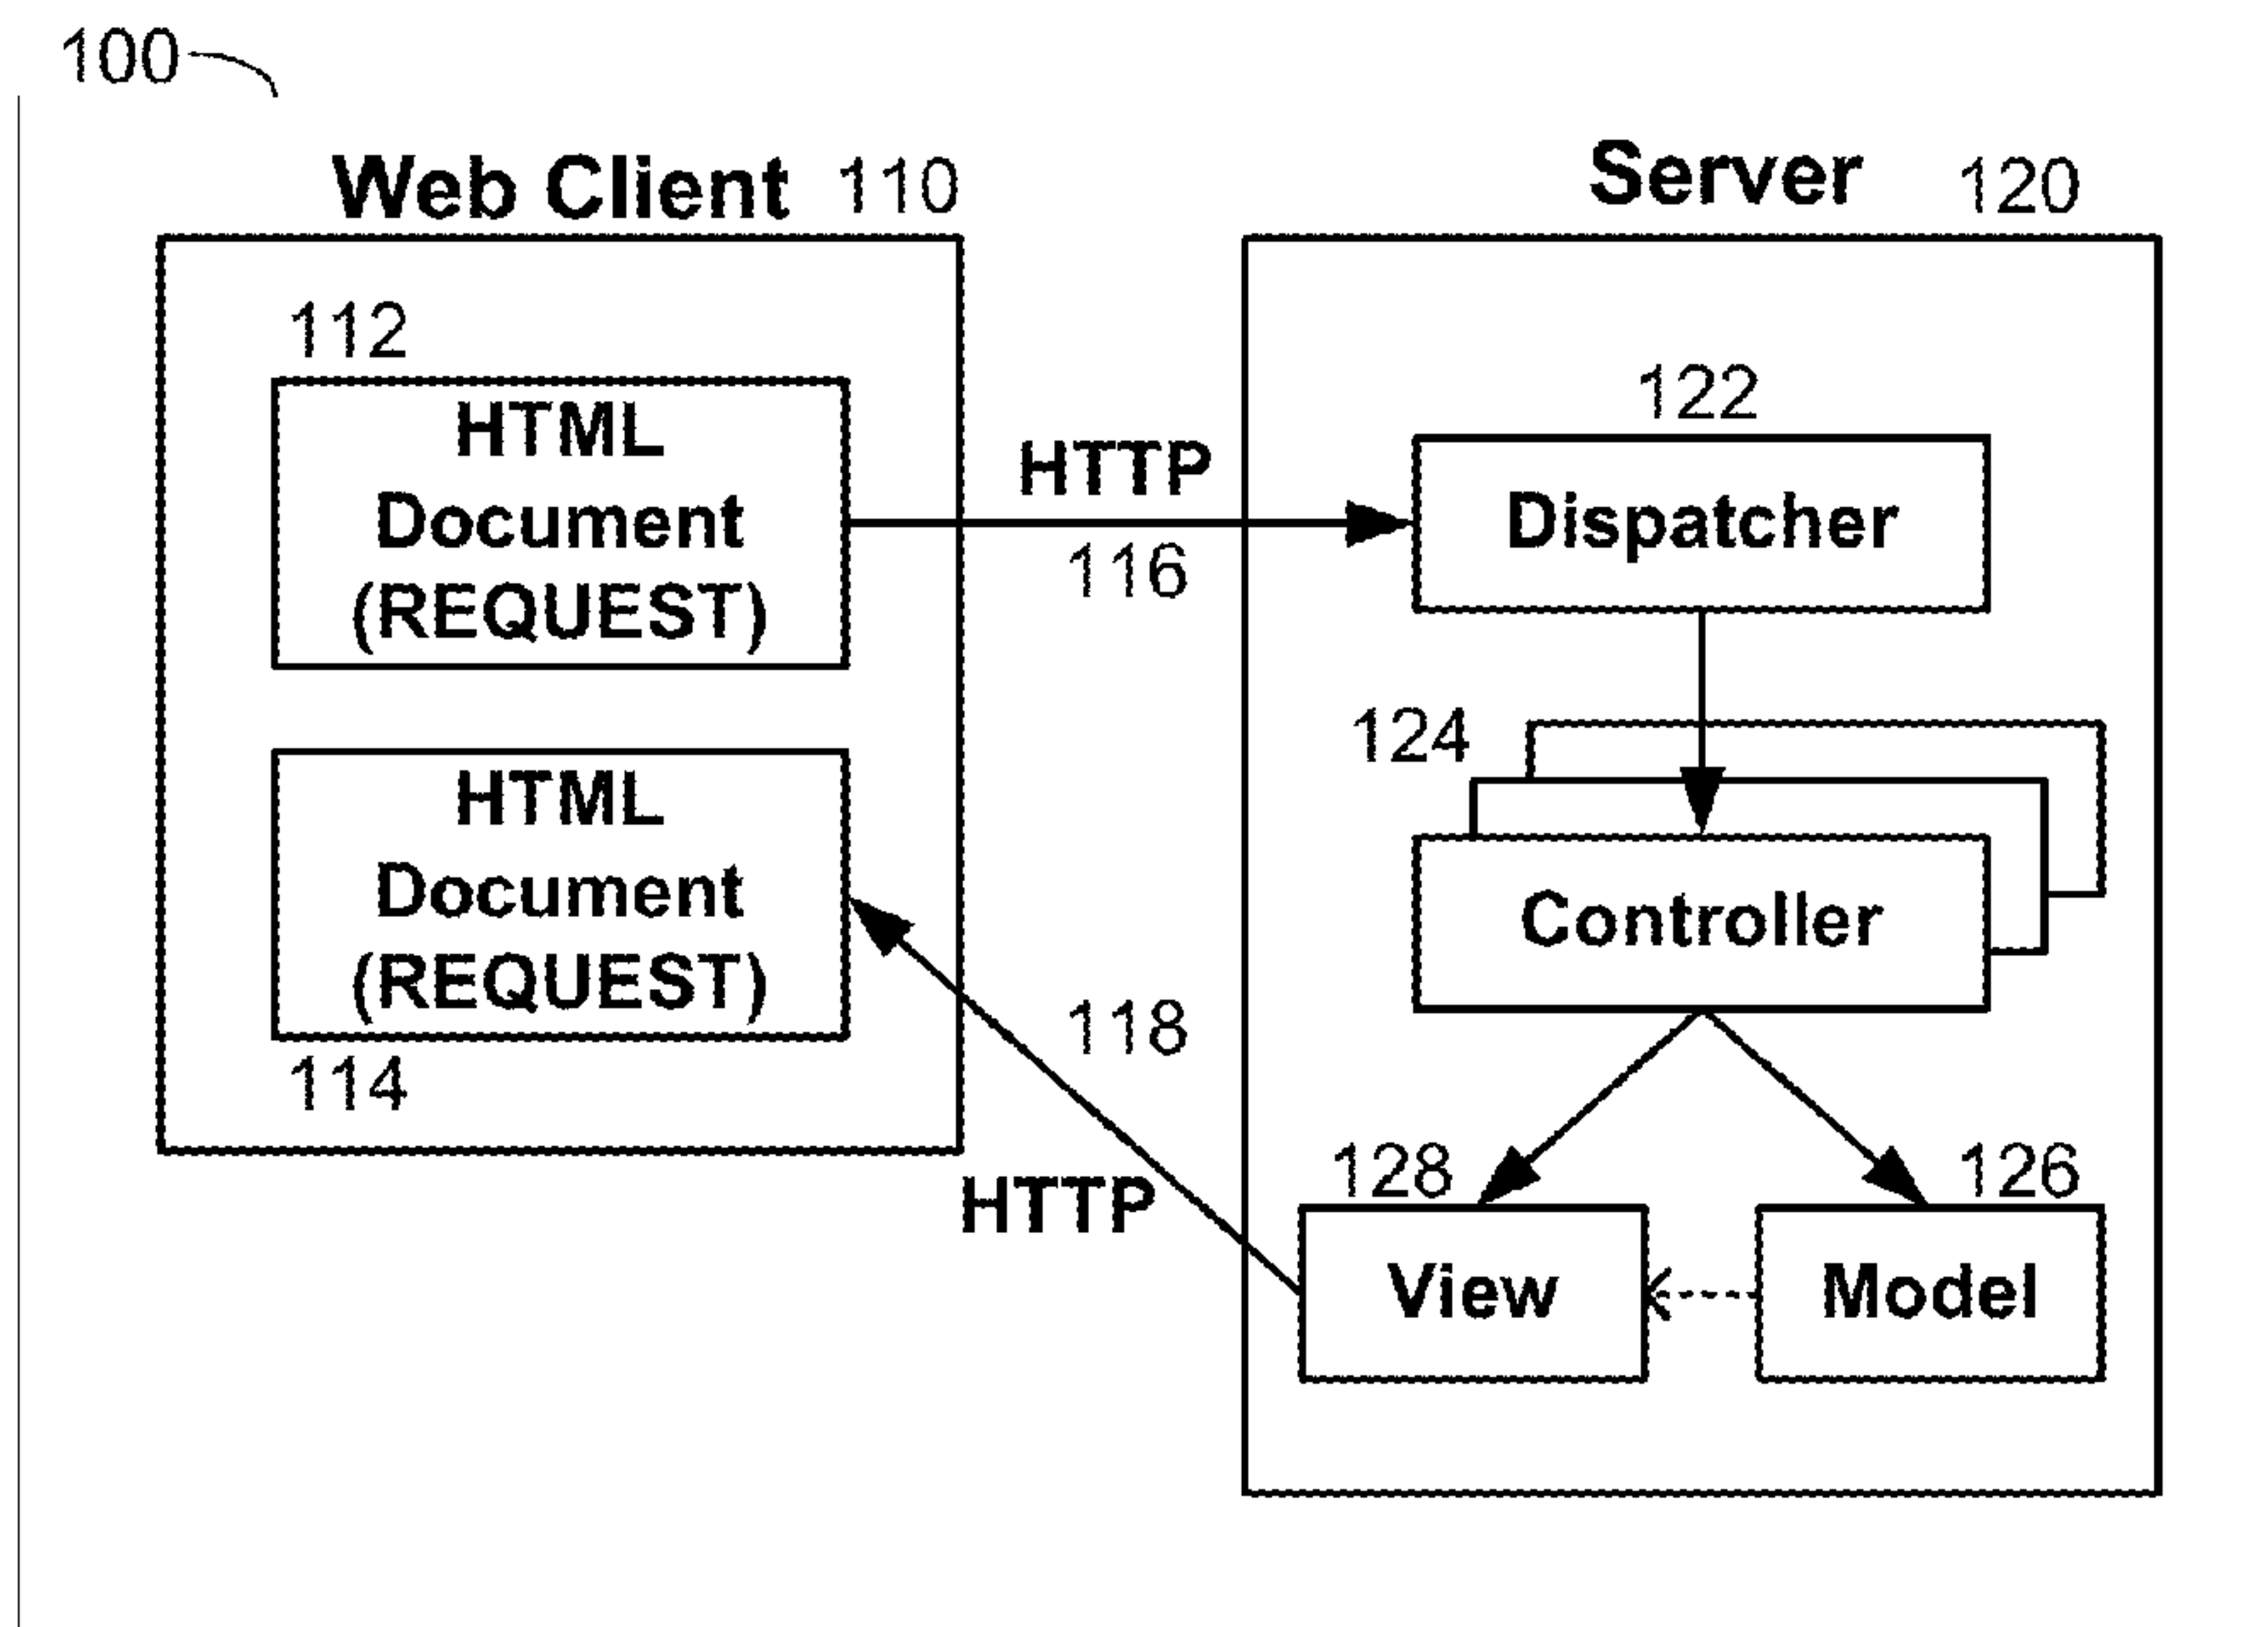 100
Web Client 110
Server 120
112
HTML
Document
(REQUEST)
HTTP
116
122
Dispatcher
124
Controller
HTML
Document
(REQUEST)
114
118
HTTP
128
View
126
Model